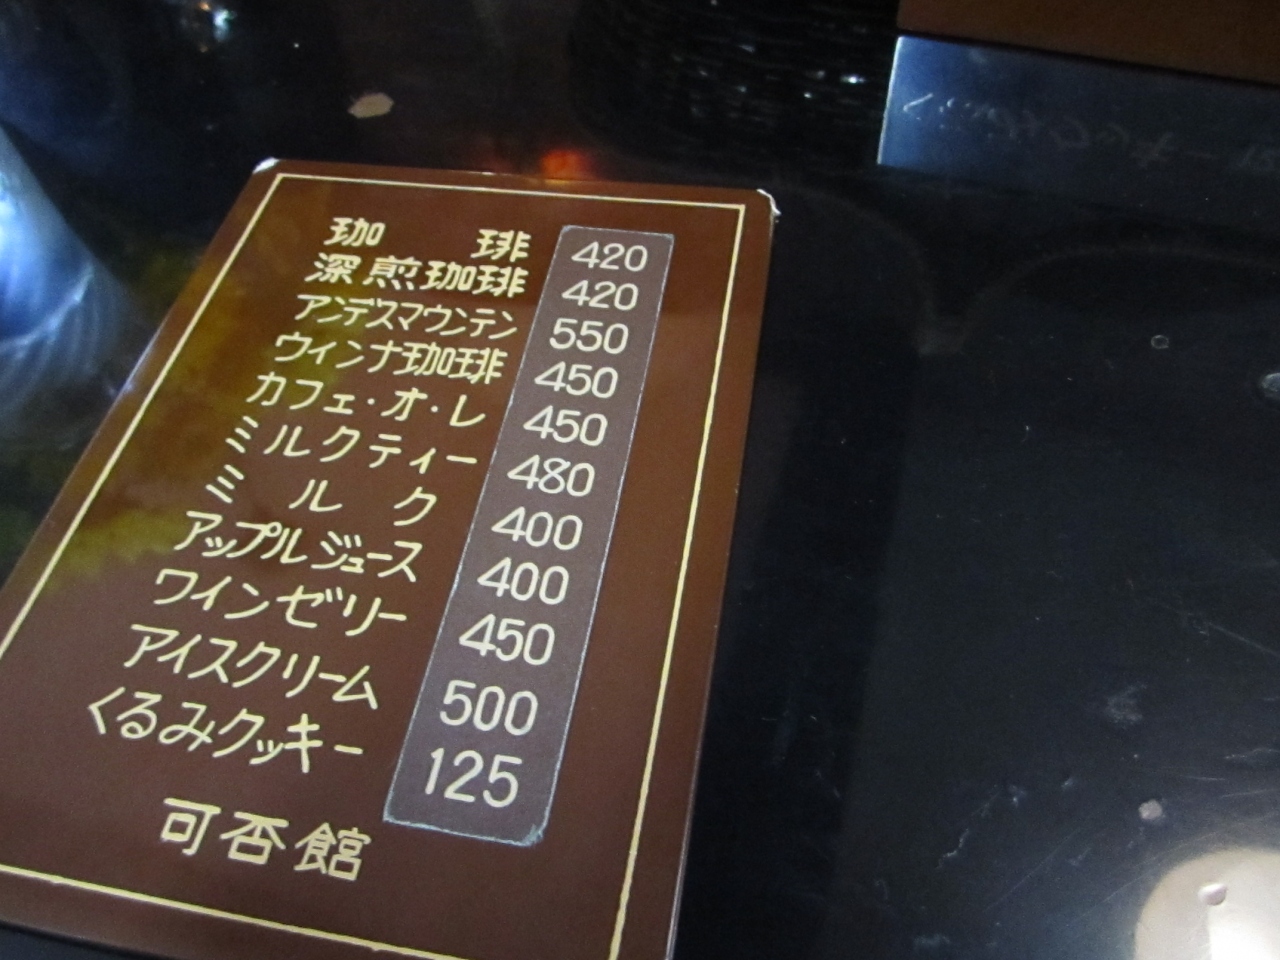 珈琲 420
深煎珈琲 420
アンデスマウンテン 550
ウィンナ珈琲 450
カフェ・オ・レ 450
ミルクティー 480
ミルク 400
アップルジュース 400
ワインゼリー 450
アイスクリーム 500
くるみクッキー 125
可否館